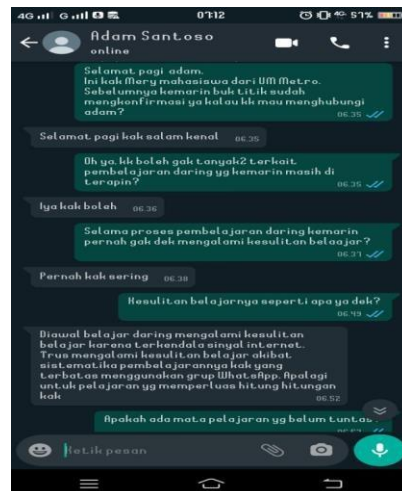 4G G 07:12 4G 57%
Adam Santoso
online
Selamat pagi adam.
Ini kak Mery mahasiswa dari UM Metro.
Sebelumnya kemarin buk titik sudah
mengkonfirmasi ya kalau kk mau menghubungi
adam?
06.35
Selamat pagi kak salam kenal 06.35
Oh ya, kk boleh gak tanyak2 terkait
pembelajaran daring yg kemarin masih di
terapin?
06.35
Iya kak boleh 06.36
Selama proses pembelajaran daring kemarin
pernah gak dek mengalami kesulitan belaajar?
06.37
Pernah kak sering 06.38
Kesulitan belajarnya seperti apa ya dek?
06.49
Diawal belajar daring mengalami kesulitan
belajar karena terkendala sinyal internet.
Trus mengalami kesulitan belajar akibat
sistematika pembelajarannya kak yang
terbatas menggunakan grup WhatsApp. Apalagi
untuk pelajaran yg memperluas hitung hitungan
kak 06.52
Apakah ada mata pelajaran yg belum tuntas
Ketik pesan